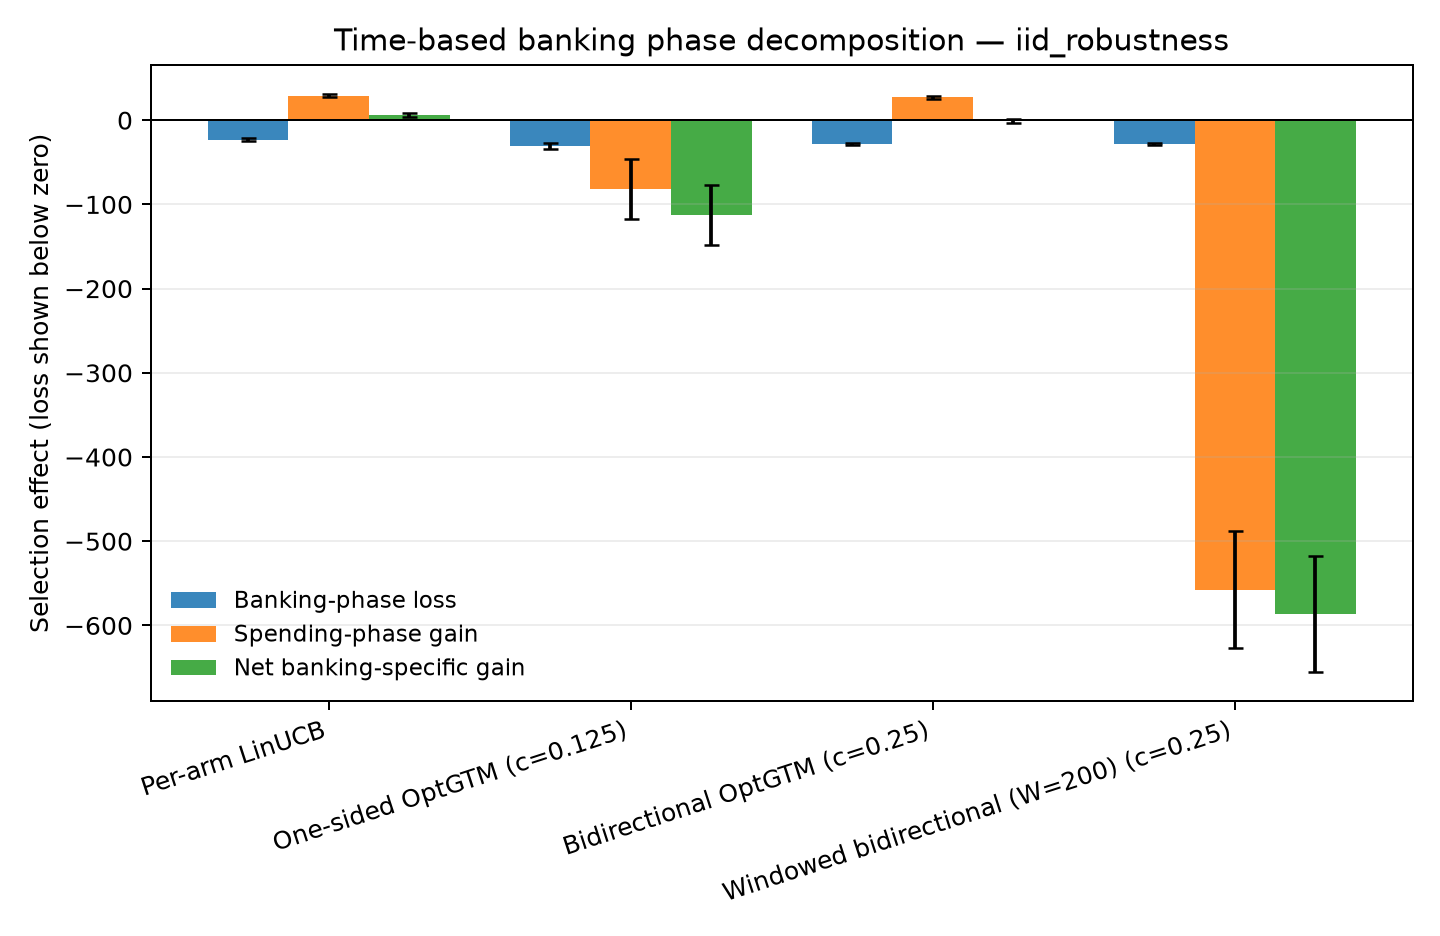 Time-based banking phase decomposition — iid_robustness
Selection effect (loss shown below zero)
0
−100
−200
−300
−400
−500
−600
Banking-phase loss
Spending-phase gain
Net banking-specific gain
Per-arm LinUCB
One-sided OptGTM (c=0.125)
Bidirectional OptGTM (c=0.25)
Windowed bidirectional (W=200) (c=0.25)